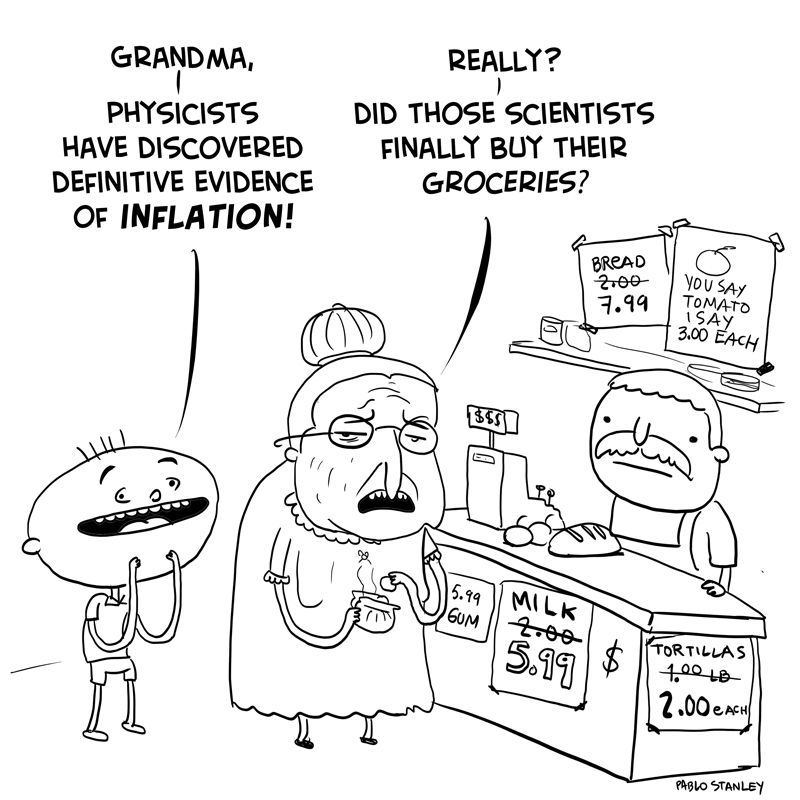 GRANDMA,
PHYSICISTS
HAVE DISCOVERED
DEFINITIVE EVIDENCE
OF INFLATION!
REALLY?
DID THOSE SCIENTISTS
FINALLY BUY THEIR
GROCERIES?
BREAD
2.00
7.99
YOU SAY
TOMATO
I SAY
3.00 EACH
$$$
5.99
GUM
MILK
2.00
5.99
$
TORTILLAS
1.00 LB
2.00 EACH
PABLO STANLEY